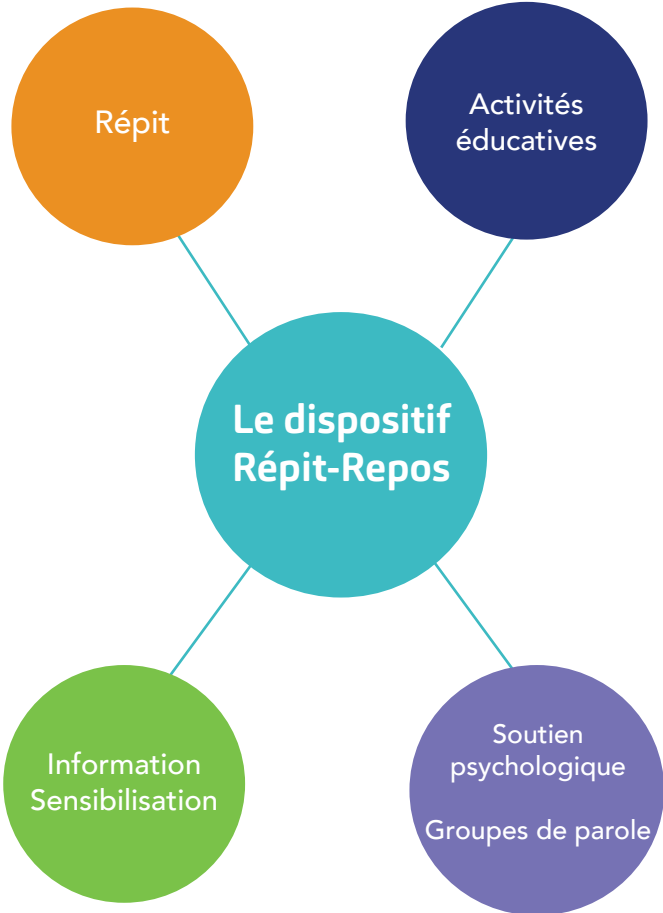 Répit
Activités
éducatives
Le dispositif
Répit-Repos
Information
Sensibilisation
Soutien
psychologique
Groupes de parole